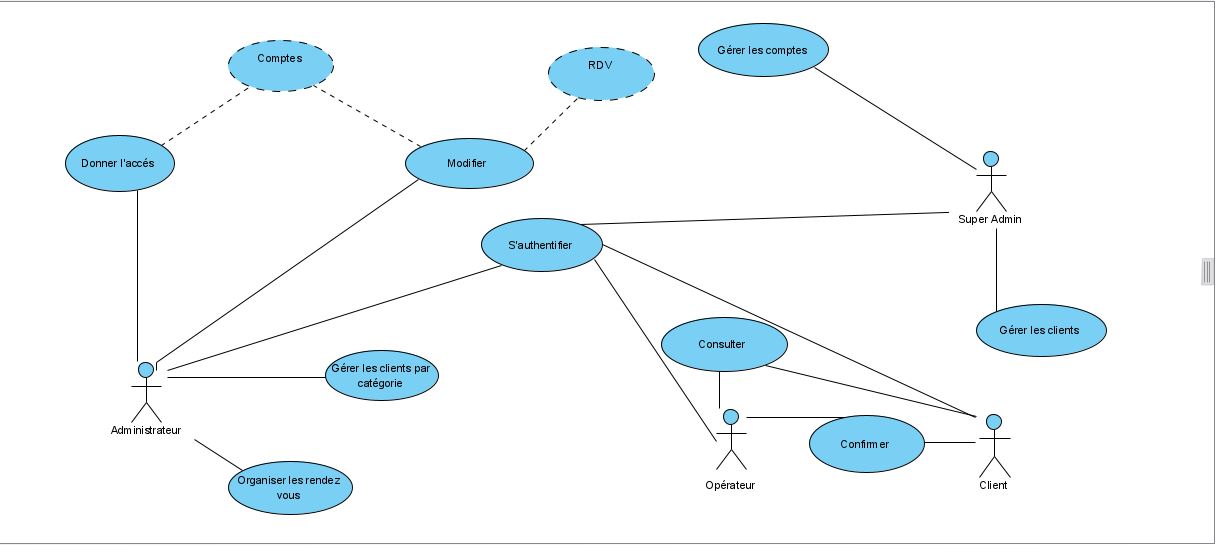 Gérer les comptes
Comptes
RDV
Donner l'accés
Modifier
Super Admin
S'authentifier
Gérer les clients
Consulter
Gérer les clients par
catégorie
Administrateur
Confirmer
Organiser les rendez
vous
Opérateur
Client